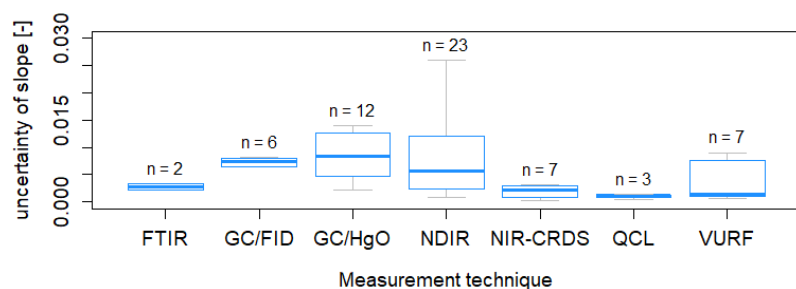 uncertainty of slope [-]
0.030
0.015
0.000
n = 2
n = 6
n = 12
n = 23
n = 7
n = 3
n = 7
FTIR GC/FID GC/HgO NDIR NIR-CRDS QCL VURF
Measurement technique